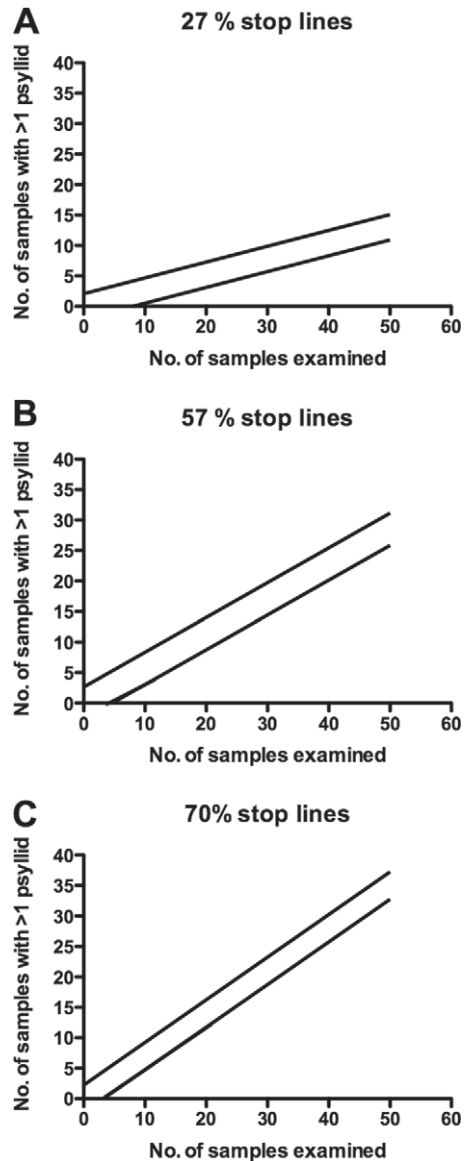 A
27 % stop lines
No. of samples with >1 psyllid
40
35
30
25
20
15
10
5
0
0 10 20 30 40 50 60
No. of samples examined
B
57 % stop lines
No. of samples with >1 psyllid
40
35
30
25
20
15
10
5
0
0 10 20 30 40 50 60
No. of samples examined
C
70% stop lines
No. of samples with >1 psyllid
40
35
30
25
20
15
10
5
0
0 10 20 30 40 50 60
No. of samples examined